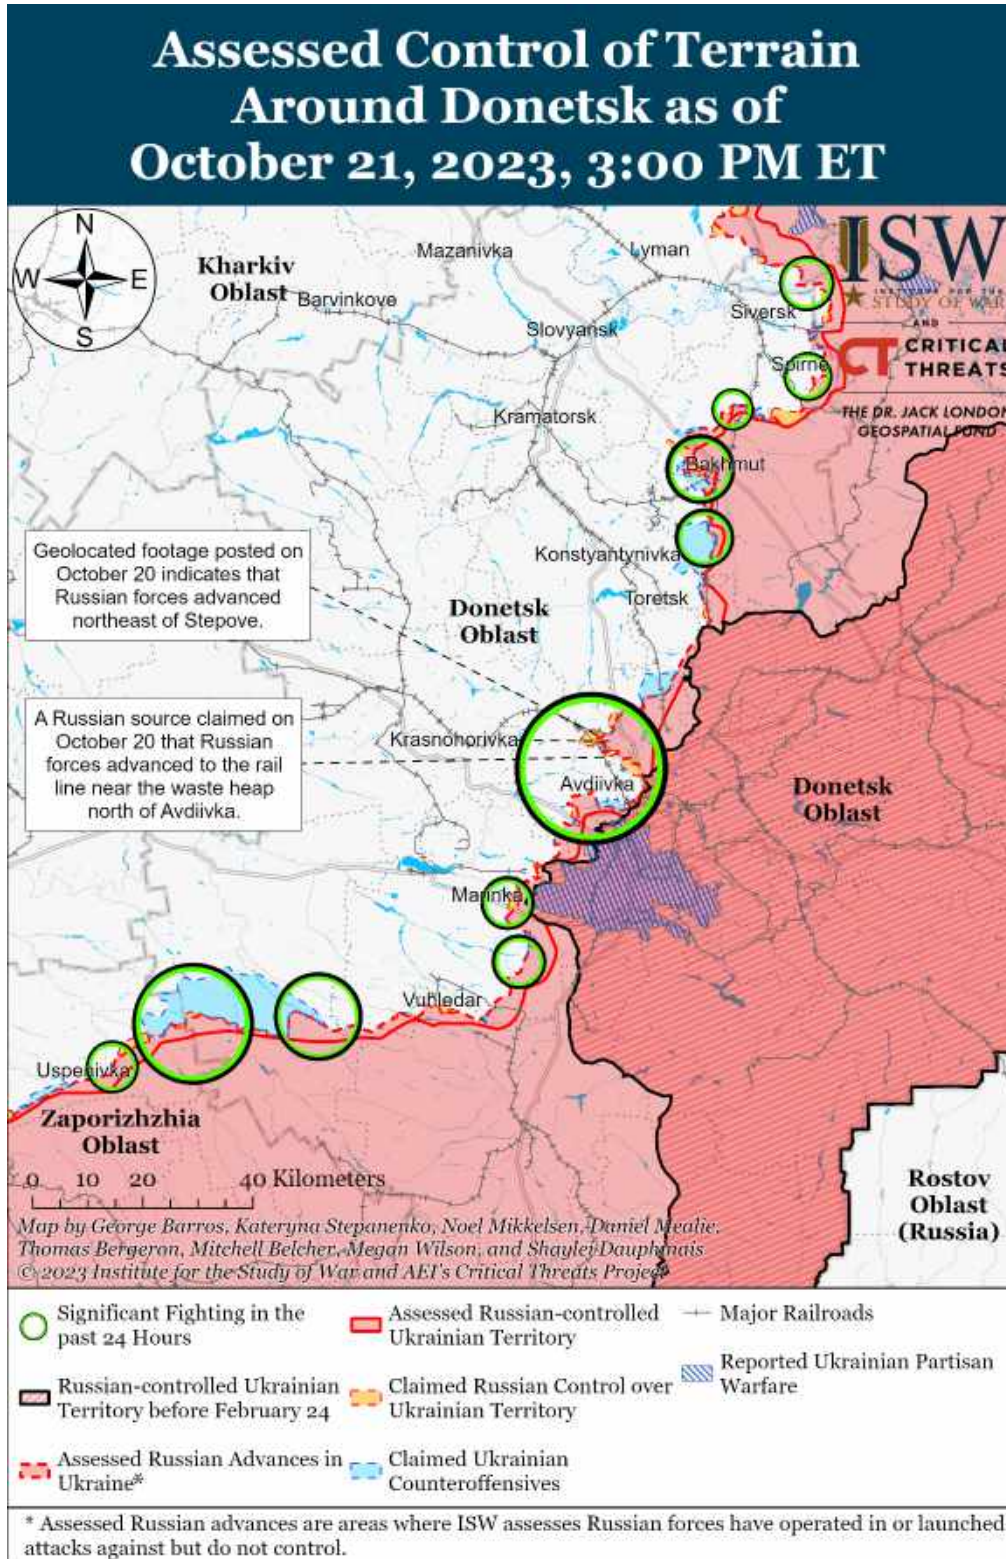 Assessed Control of Terrain
Around Donetsk as of
October 21, 2023, 3:00 PM ET
N
W
E
S
Kharkiv
Oblast
Mazanivka
Lyman
ISW
INSTITUTE FOR THE
STUDY OF WAR
AND
CT CRITICAL
THREATS
THE DR. JACK LONDON
GEOSPATIAL FUND
Barvinkove
Slovyansk
Siversk
Spirne
Kramatorsk
Bakhmut
Geolocated footage posted on
October 20 indicates that
Russian forces advanced
northeast of Stepove.
Konstyantynivka
Toretsk
Donetsk
Oblast
A Russian source claimed on
October 20 that Russian
forces advanced to the rail
line near the waste heap
north of Avdiivka.
Krasnohorivka
Avdiivka
Donetsk
Oblast
Marinka
Vuhledar
Uspenivka
Zaporizhzhia
Oblast
Rostov
Oblast
(Russia)
0 10 20 40 Kilometers
Map by George Barros, Kateryna Stepanenko, Noel Mikkelsen, Daniel Mealie,
Thomas Bergeron, Mitchell Belcher, Megan Wilson, and Shayley Dauphinais
© 2023 Institute for the Study of War and AEI's Critical Threats Project
Significant Fighting in the
past 24 Hours
Russian-controlled Ukrainian
Territory before February 24
Assessed Russian Advances in
Ukraine*
Assessed Russian-controlled
Ukrainian Territory
Claimed Russian Control over
Ukrainian Territory
Claimed Ukrainian
Counteroffensives
Major Railroads
Reported Ukrainian Partisan
Warfare
* Assessed Russian advances are areas where ISW assesses Russian forces have operated in or launched
attacks against but do not control.